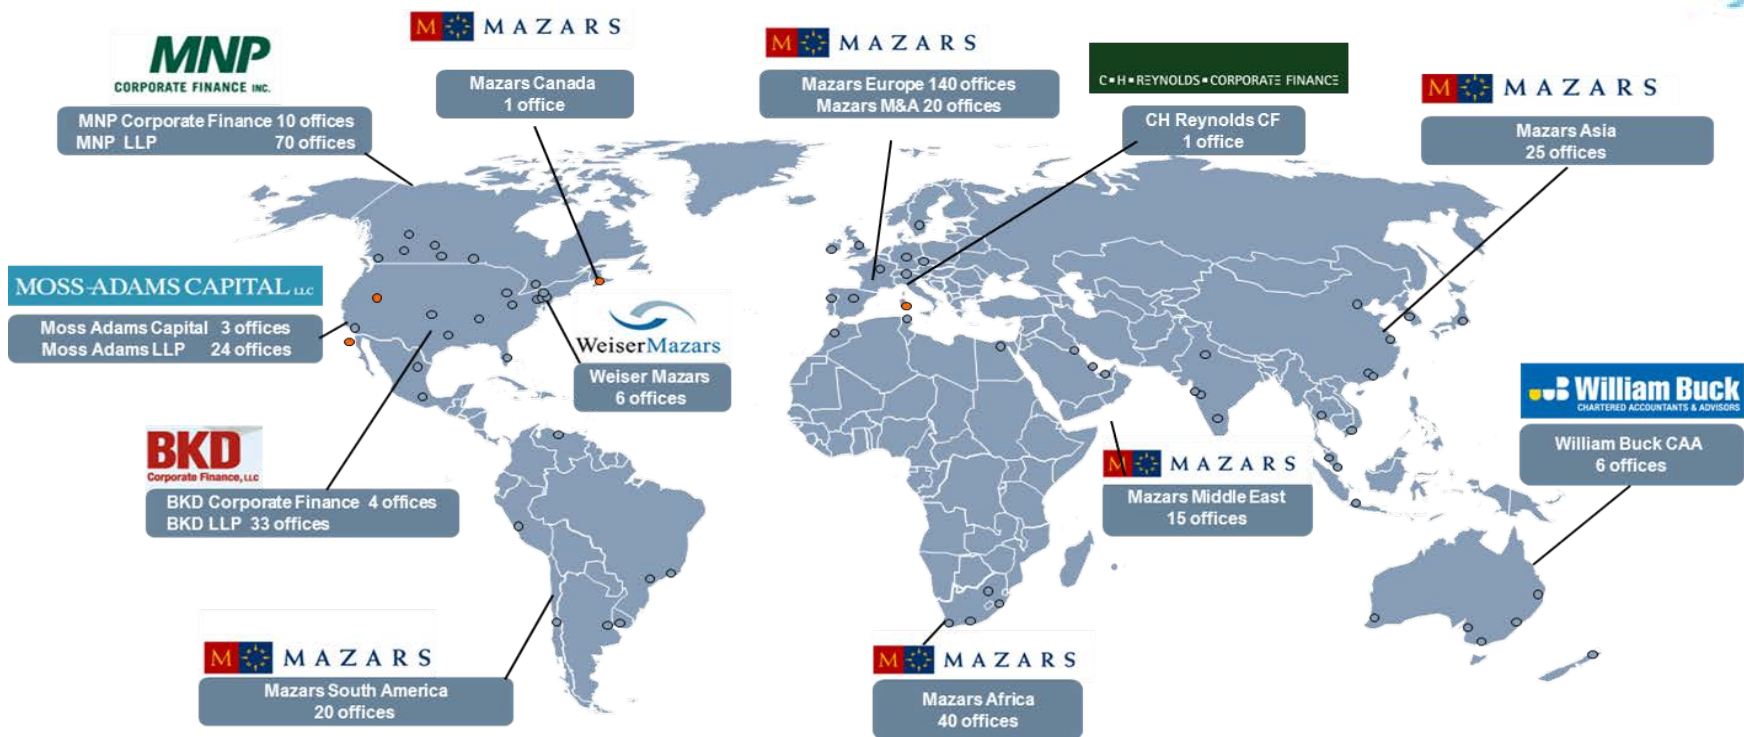 MNP
CORPORATE FINANCE INC.
MNP Corporate Finance 10 offices
MNP LLP 70 offices
M MAZARS
Mazars Canada
1 office
M MAZARS
Mazars Europe 140 offices
Mazars M&A 20 offices
C▪H▪REYNOLDS▪CORPORATE FINANCE
CH Reynolds CF
1 office
M MAZARS
Mazars Asia
25 offices
MOSS-ADAMS CAPITAL LLC
Moss Adams Capital 3 offices
Moss Adams LLP 24 offices
WeiserMazars
Weiser Mazars
6 offices
William Buck
CHARTERED ACCOUNTANTS & ADVISORS
William Buck CAA
6 offices
BKD
Corporate Finance, LLC
BKD Corporate Finance 4 offices
BKD LLP 33 offices
M MAZARS
Mazars Middle East
15 offices
M MAZARS
Mazars South America
20 offices
M MAZARS
Mazars Africa
40 offices